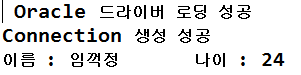 Oracle 드라이버 로딩 성공
Connection 생성 성공
이름 : 임꺽정 나이 : 24